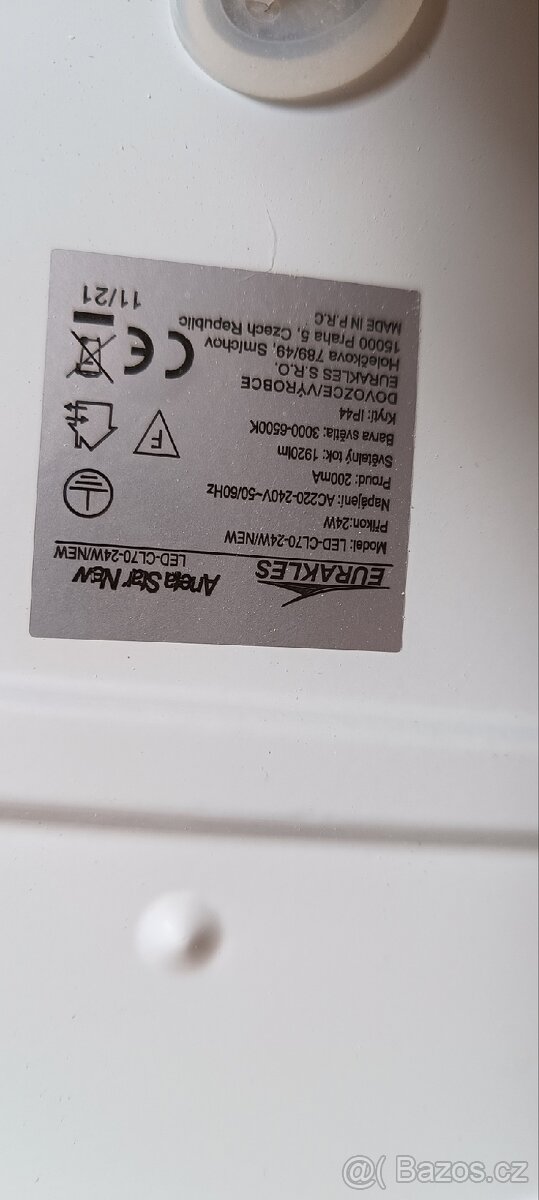 EURAKLES
Aneta Star New
LED-CL70-24W/NEW
Model: LED-CL70-24W/NEW
Příkon:24W
Napájení: AC220-240V~50/60Hz
Proud: 200mA
Světelný tok: 1920lm
Barva světla: 3000-6500K
Krytí: IP44
DOVOZCE/VÝROBCE
EURAKLES S.R.O.
Holečkova 789/49, Smíchov
15000 Praha 5, Czech Republic
MADE IN P.R.C
F
CE
11/21
@( Bazos.cz